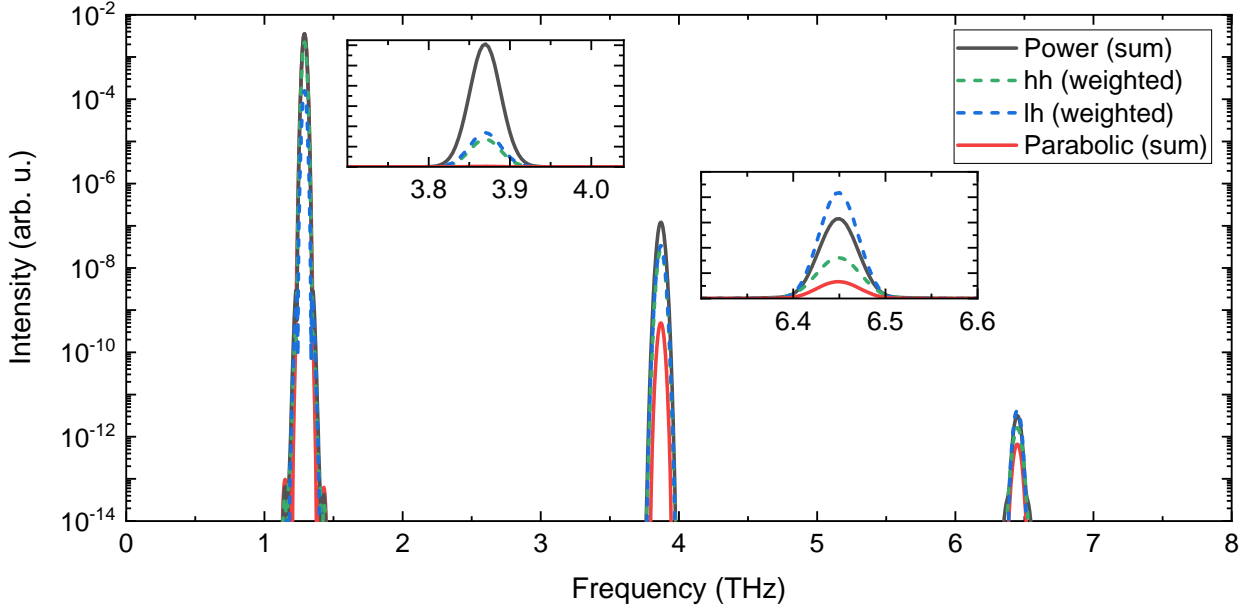 10⁻²
10⁻⁴
10⁻⁶
10⁻⁸
10⁻¹⁰
10⁻¹²
10⁻¹⁴
Intensity (arb. u.)
0 1 2 3 4 5 6 7 8
Frequency (THz)
3.8 3.9 4.0
6.4 6.5 6.6
Power (sum)
hh (weighted)
lh (weighted)
Parabolic (sum)